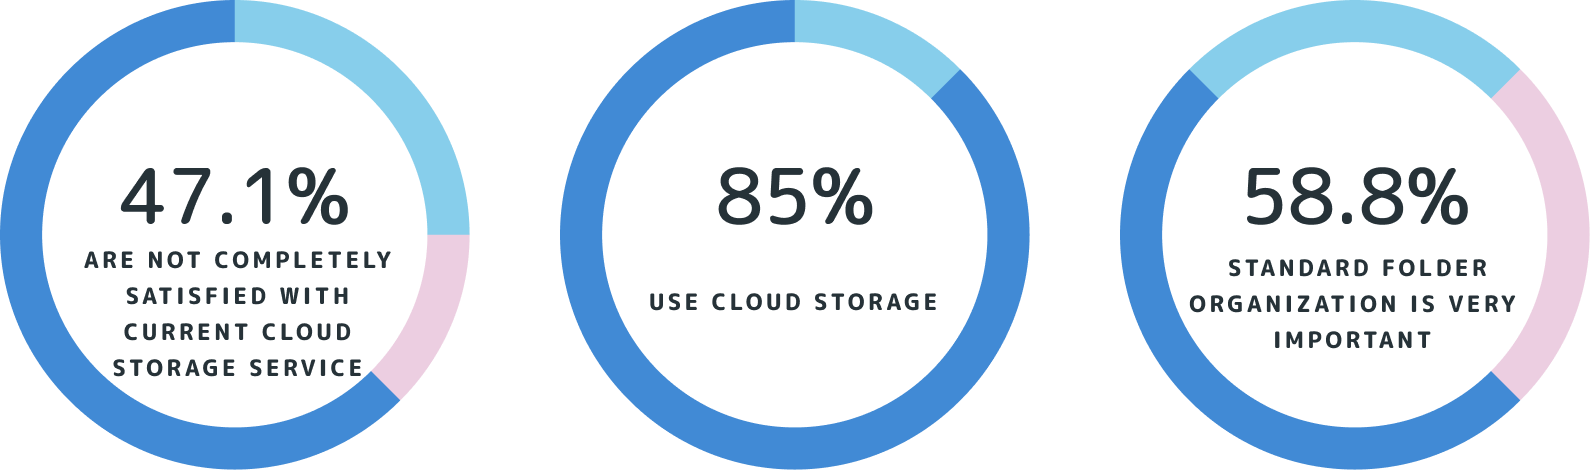 47.1%
ARE NOT COMPLETELY
SATISFIED WITH
CURRENT CLOUD
STORAGE SERVICE
85%
USE CLOUD STORAGE
58.8%
STANDARD FOLDER
ORGANIZATION IS VERY
IMPORTANT